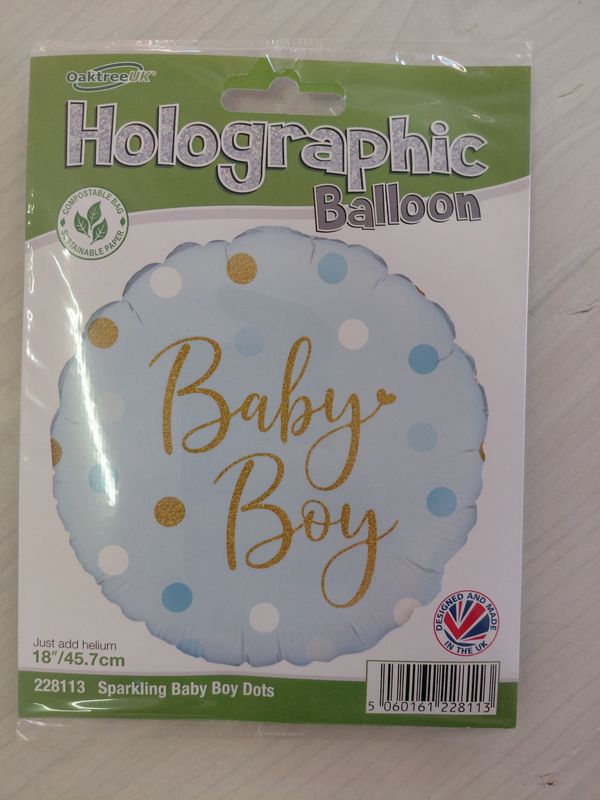 OaktreeUK®
Holographic
Balloon
COMPOSTABLE BAG
SUSTAINABLE PAPER
Baby
Boy
DESIGNED AND MADE
IN THE UK
Just add helium
18"/45.7cm
228113 Sparkling Baby Boy Dots
5 060161 228113